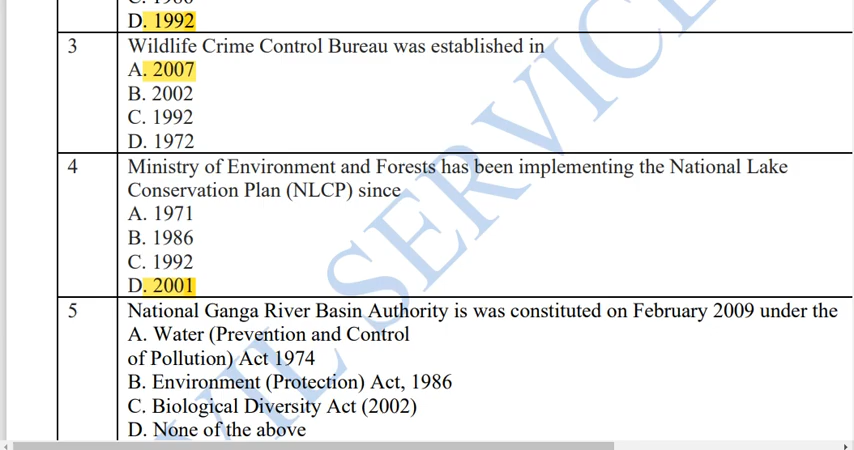 C. 1986
D. 1992
3
Wildlife Crime Control Bureau was established in
A. 2007
B. 2002
C. 1992
D. 1972
4
Ministry of Environment and Forests has been implementing the National Lake
Conservation Plan (NLCP) since
A. 1971
B. 1986
C. 1992
D. 2001
5
National Ganga River Basin Authority is was constituted on February 2009 under the
A. Water (Prevention and Control
of Pollution) Act 1974
B. Environment (Protection) Act, 1986
C. Biological Diversity Act (2002)
D. None of the above